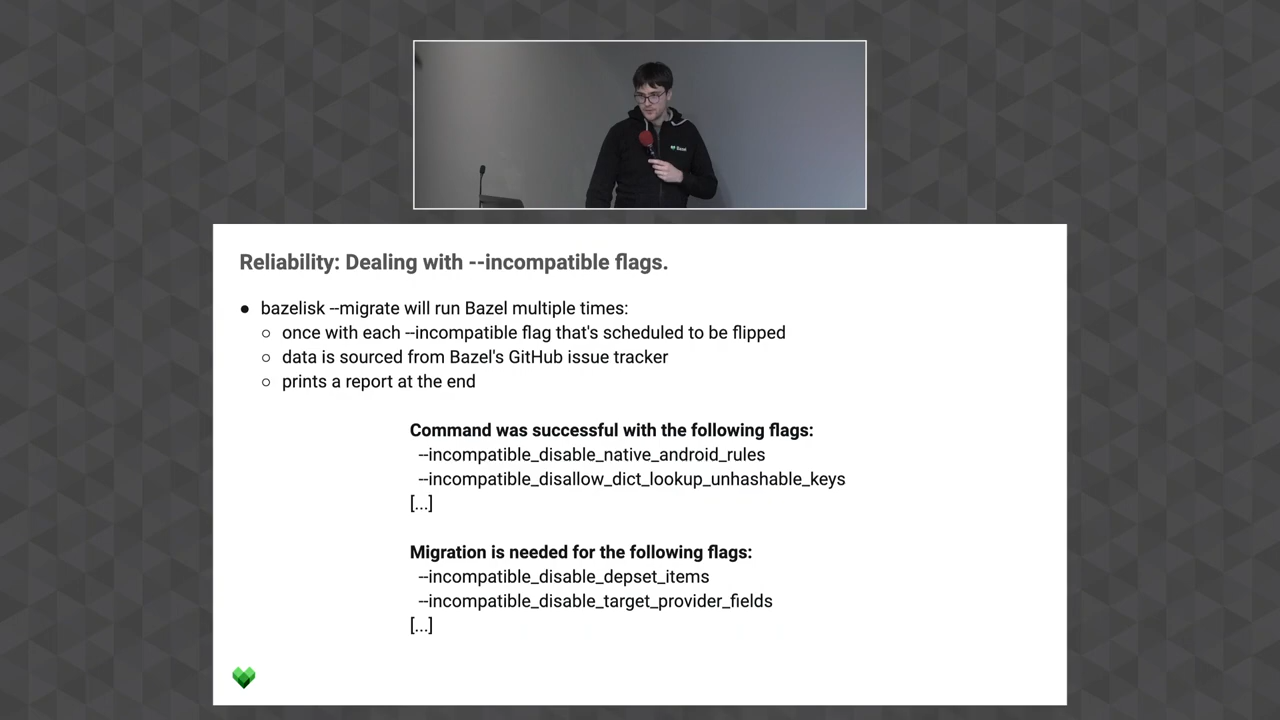 Bazel
Reliability: Dealing with --incompatible flags.
● bazelisk --migrate will run Bazel multiple times:
○ once with each --incompatible flag that's scheduled to be flipped
○ data is sourced from Bazel's GitHub issue tracker
○ prints a report at the end
Command was successful with the following flags:
--incompatible_disable_native_android_rules
--incompatible_disallow_dict_lookup_unhashable_keys
[...]
Migration is needed for the following flags:
--incompatible_disable_depset_items
--incompatible_disable_target_provider_fields
[...]